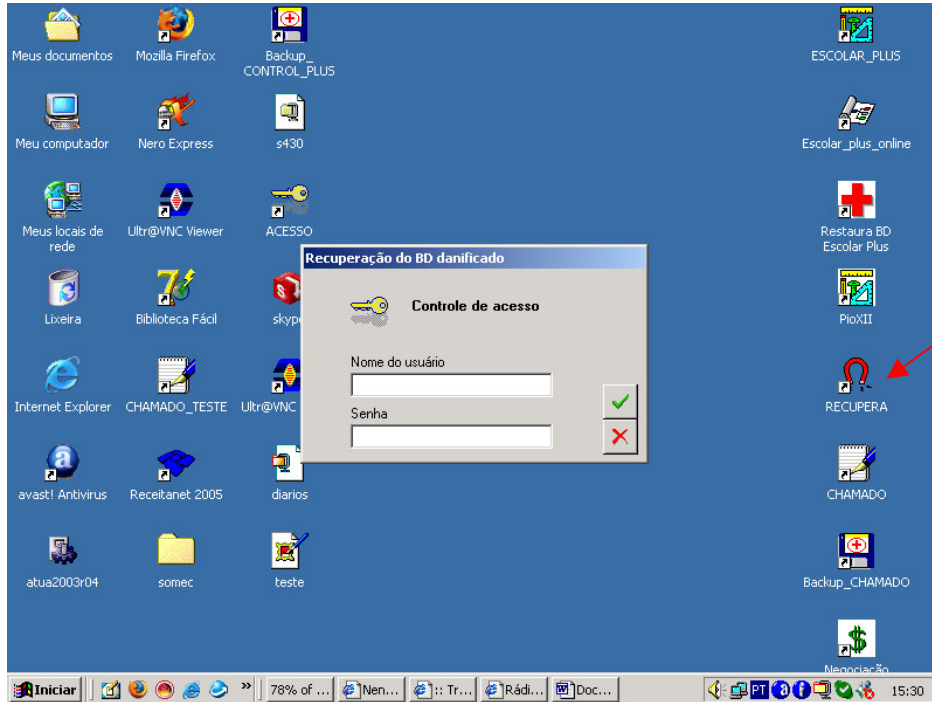 Meus documentos
Mozilla Firefox
Backup_
CONTROL_PLUS
ESCOLAR_PLUS
Meu computador
Nero Express
s430
Escolar_plus_online
Meus locais de
rede
Ultr@VNC Viewer
ACESSO
Restaura BD
Escolar Plus
Recuperação do BD danificado
Controle de acesso
Nome do usuário
Senha
Lixeira
Biblioteca Fácil
skyp
PioXII
Internet Explorer
CHAMADO_TESTE
Ultr@VNC
RECUPERA
avast! Antivirus
Receitanet 2005
diarios
CHAMADO
atua2003r04
somec
teste
Backup_CHAMADO
Negociação
Iniciar
78% of ...
Nen...
:: Tr...
Rádi...
Doc...
PT
15:30